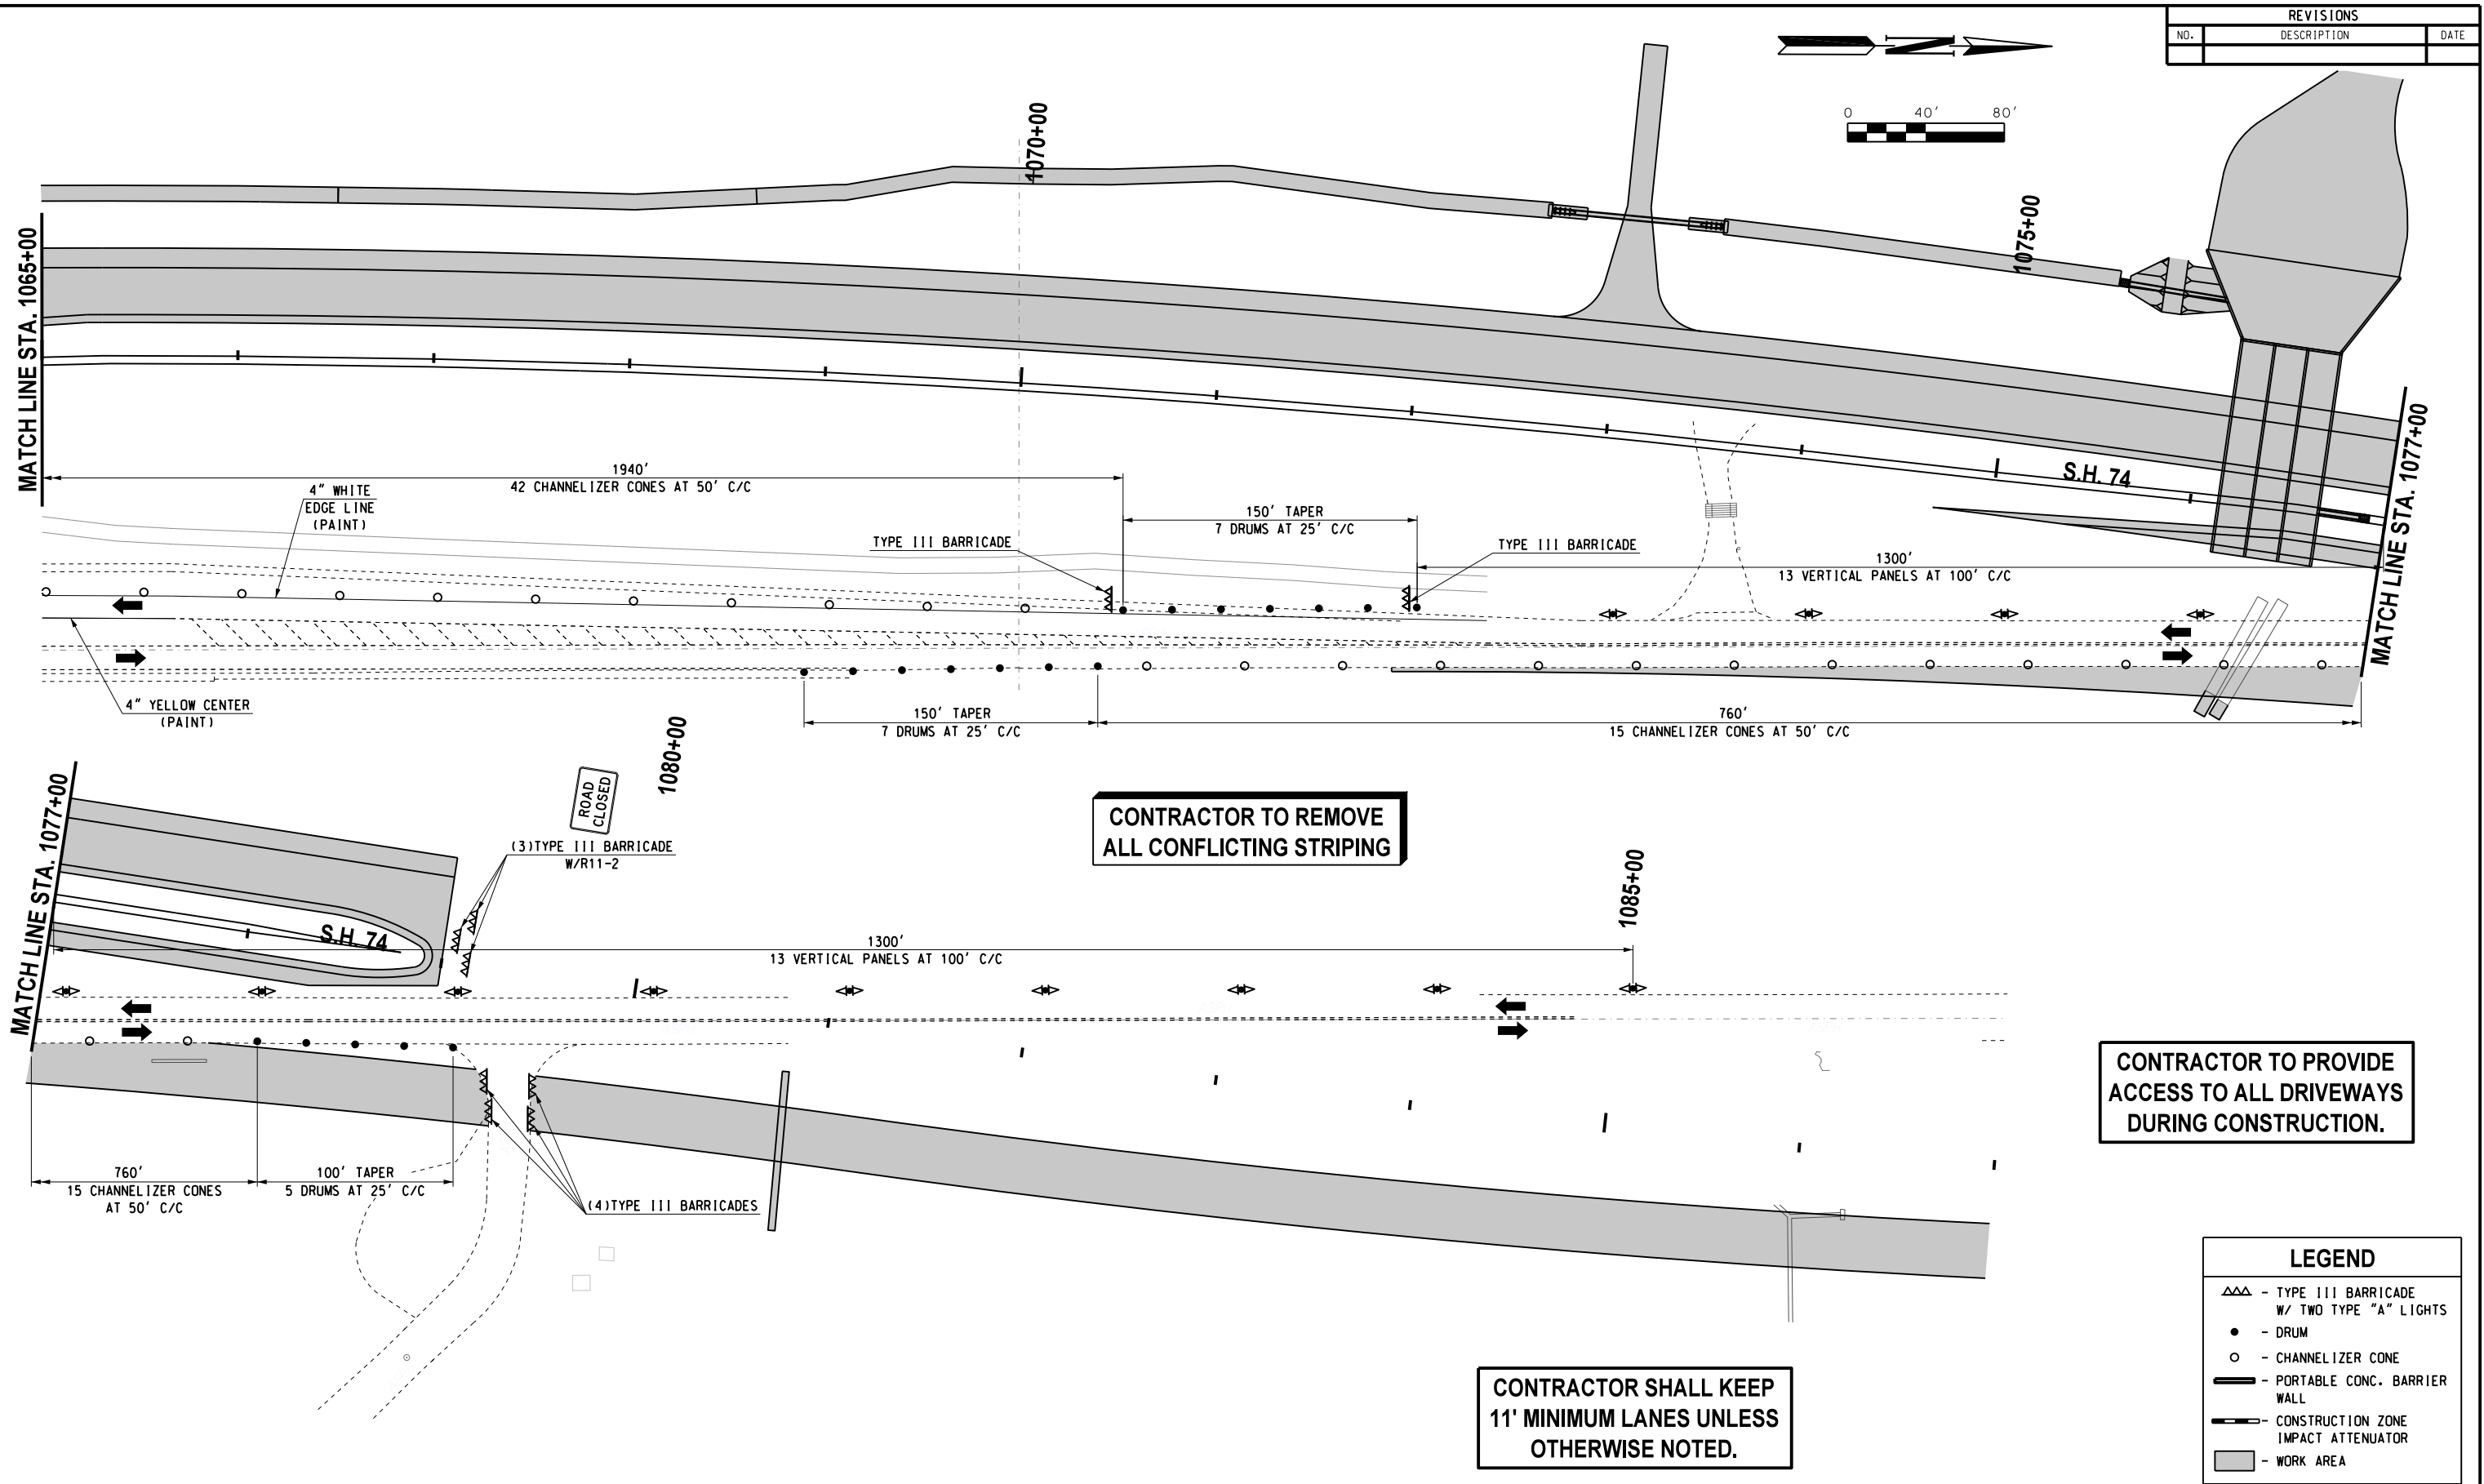 REVISIONS
NO. DESCRIPTION DATE
0 40' 80'
1070+00
1075+00
MATCH LINE STA. 1065+00
MATCH LINE STA. 1077+00
S.H. 74
1940'
42 CHANNELIZER CONES AT 50' C/C
4" WHITE
EDGE LINE
(PAINT)
150' TAPER
7 DRUMS AT 25' C/C
TYPE III BARRICADE
TYPE III BARRICADE
1300'
13 VERTICAL PANELS AT 100' C/C
4" YELLOW CENTER
(PAINT)
150' TAPER
7 DRUMS AT 25' C/C
760'
15 CHANNELIZER CONES AT 50' C/C
MATCH LINE STA. 1077+00
ROAD
CLOSED
1080+00
(3)TYPE III BARRICADE
W/R11-2
CONTRACTOR TO REMOVE
ALL CONFLICTING STRIPING
1085+00
S.H. 74
1300'
13 VERTICAL PANELS AT 100' C/C
CONTRACTOR TO PROVIDE
ACCESS TO ALL DRIVEWAYS
DURING CONSTRUCTION.
760'
15 CHANNELIZER CONES
AT 50' C/C
100' TAPER
5 DRUMS AT 25' C/C
(4)TYPE III BARRICADES
CONTRACTOR SHALL KEEP
11' MINIMUM LANES UNLESS
OTHERWISE NOTED.
LEGEND
- TYPE III BARRICADE
W/ TWO TYPE "A" LIGHTS
- DRUM
- CHANNELIZER CONE
- PORTABLE CONC. BARRIER
WALL
- CONSTRUCTION ZONE
IMPACT ATTENUATOR
- WORK AREA